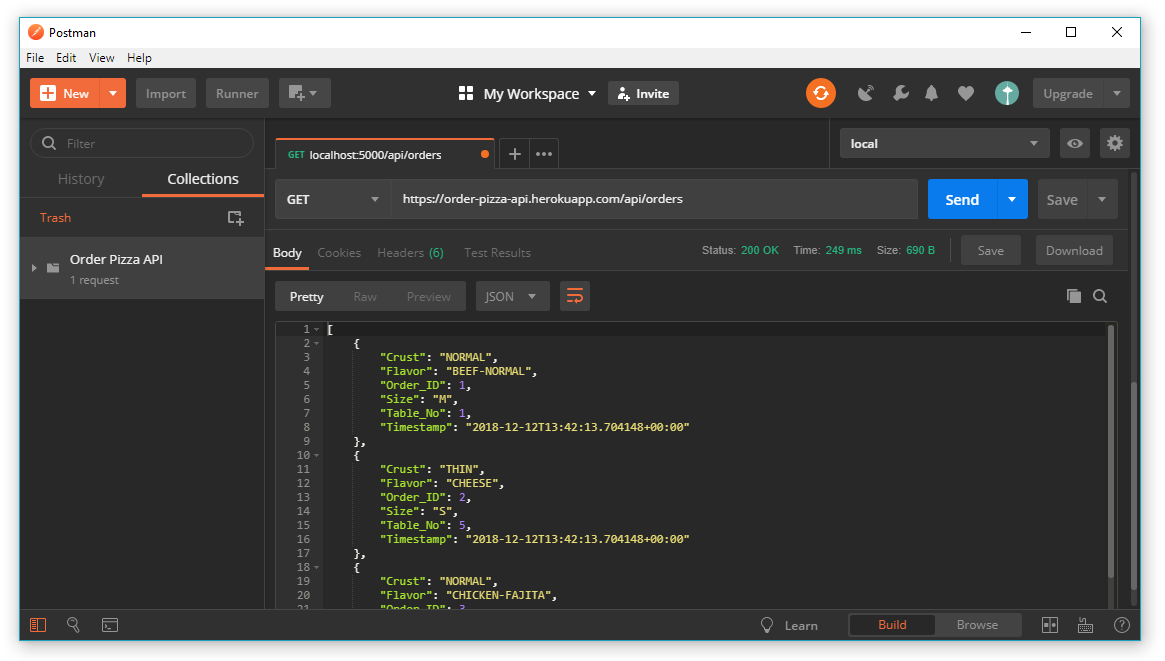 Postman
File Edit View Help
New Import Runner My Workspace Invite Upgrade
Filter
History Collections
Trash
Order Pizza API
1 request
GET localhost:5000/api/orders
local
GET https://order-pizza-api.herokuapp.com/api/orders Send Save
Body Cookies Headers (6) Test Results Status: 200 OK Time: 249 ms Size: 690 B Save Download
Pretty Raw Preview JSON
1 [
2 {
3 "Crust": "NORMAL",
4 "Flavor": "BEEF-NORMAL",
5 "Order_ID": 1,
6 "Size": "M",
7 "Table_No": 1,
8 "Timestamp": "2018-12-12T13:42:13.704148+00:00"
9 },
10 {
11 "Crust": "THIN",
12 "Flavor": "CHEESE",
13 "Order_ID": 2,
14 "Size": "S",
15 "Table_No": 5,
16 "Timestamp": "2018-12-12T13:42:13.704148+00:00"
17 },
18 {
19 "Crust": "NORMAL",
20 "Flavor": "CHICKEN-FAJITA",
21 "Order_ID": 3
Learn Build Browse